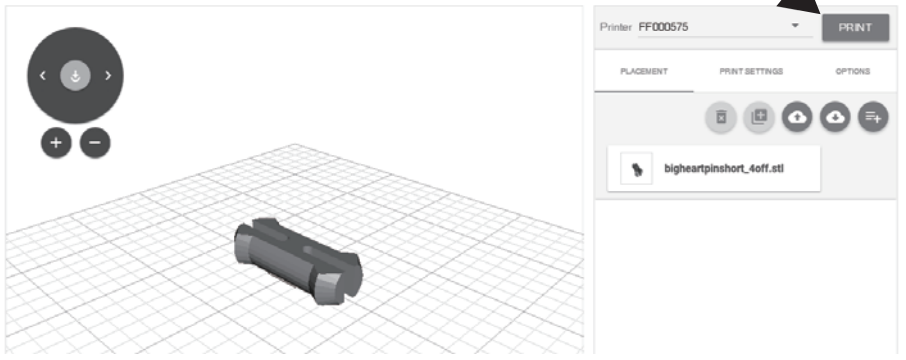 Printer FF000575 PRINT
PLACEMENT PRINT SETTINGS OPTIONS
bigheartpinshort_4off.stl